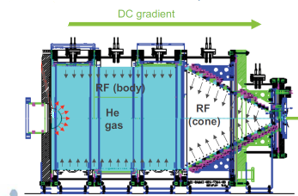 DC gradient
RF (body)
He
gas
RF
(cone)